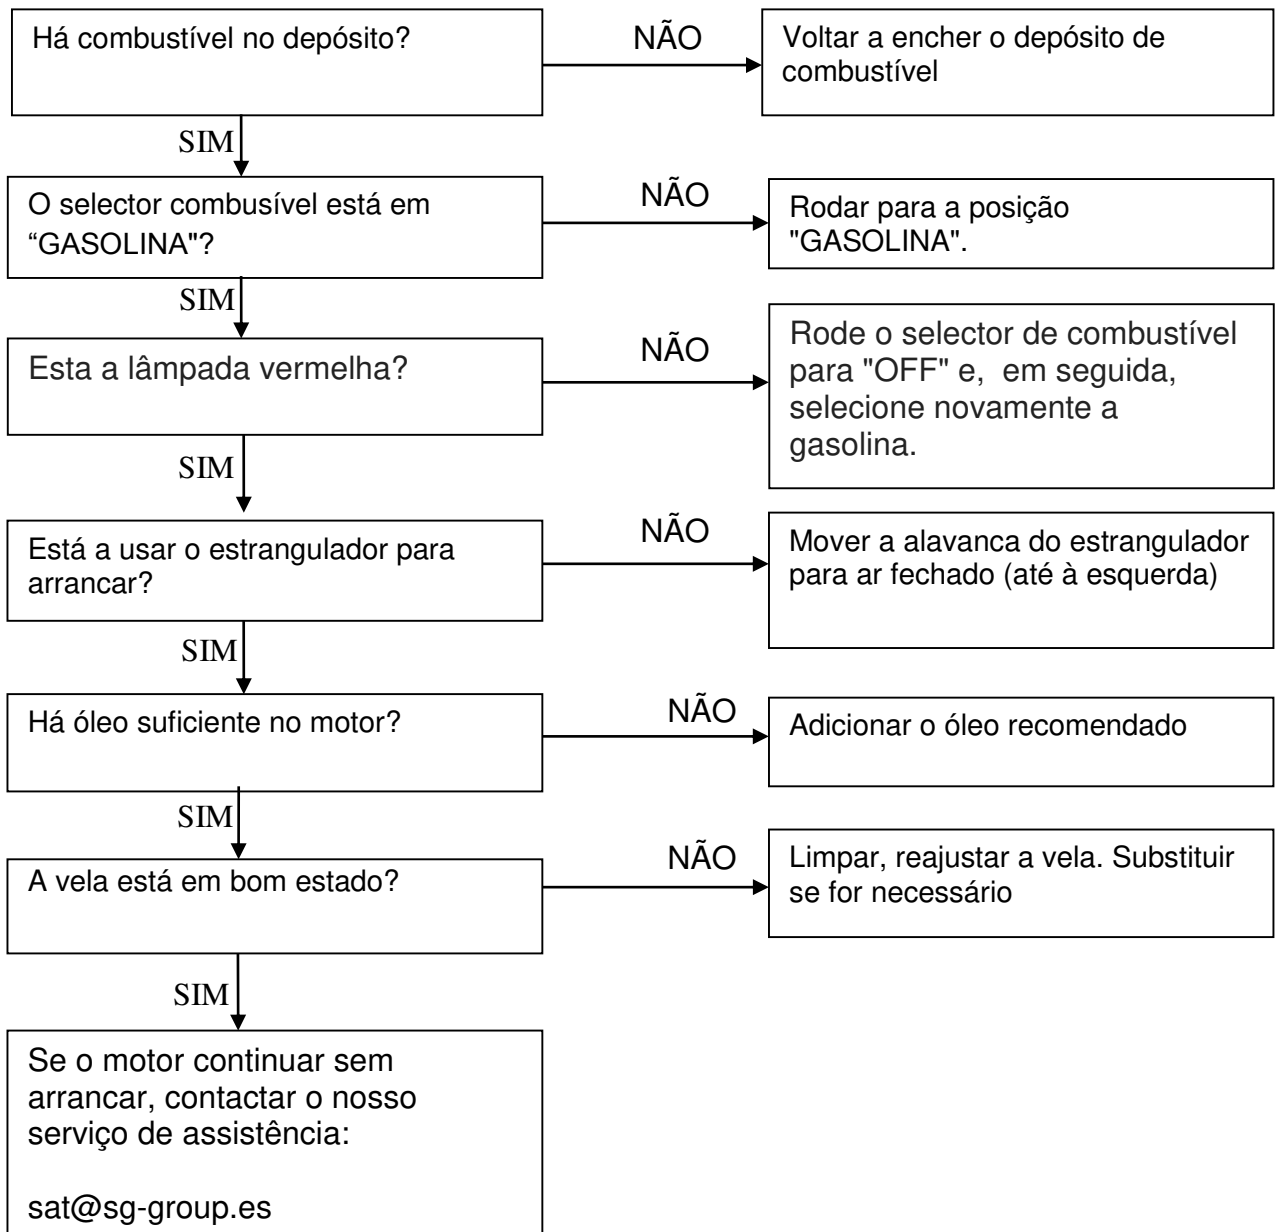 Há combustível no depósito?
NÃO
Voltar a encher o depósito de
combustível
SIM
O selector combusível está em
“GASOLINA"?
NÃO
Rodar para a posição
"GASOLINA".
SIM
Esta a lâmpada vermelha?
NÃO
Rode o selector de combustível
para "OFF" e, em seguida,
selecione novamente a
gasolina.
SIM
Está a usar o estrangulador para
arrancar?
NÃO
Mover a alavanca do estrangulador
para ar fechado (até à esquerda)
SIM
Há óleo suficiente no motor?
NÃO
Adicionar o óleo recomendado
SIM
A vela está em bom estado?
NÃO
Limpar, reajustar a vela. Substituir
se for necessário
SIM
Se o motor continuar sem
arrancar, contactar o nosso
serviço de assistência:
sat@sg-group.es